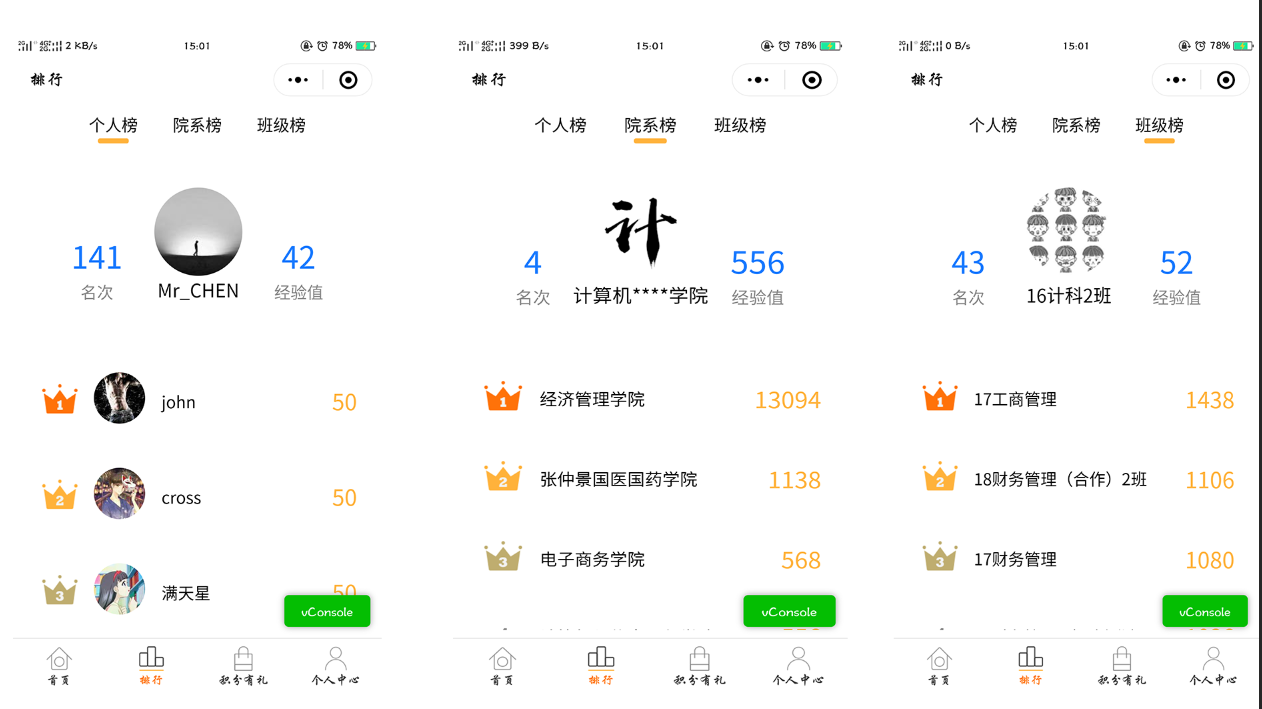 2 KB/s 15:01 78%
排行
个人榜 院系榜 班级榜
141 42
名次 Mr_CHEN 经验值
1 john 50
2 cross 50
3 满天星 50
vConsole
首页 排行 积分有礼 个人中心
399 B/s 15:01 78%
排行
个人榜 院系榜 班级榜
计
4 556
名次 计算机****学院 经验值
1 经济管理学院 13094
2 张仲景国医国药学院 1138
3 电子商务学院 568
vConsole
首页 排行 积分有礼 个人中心
0 B/s 15:01 78%
排行
个人榜 院系榜 班级榜
43 52
名次 16计科2班 经验值
1 17工商管理 1438
2 18财务管理（合作）2班 1106
3 17财务管理 1080
vConsole
首页 排行 积分有礼 个人中心